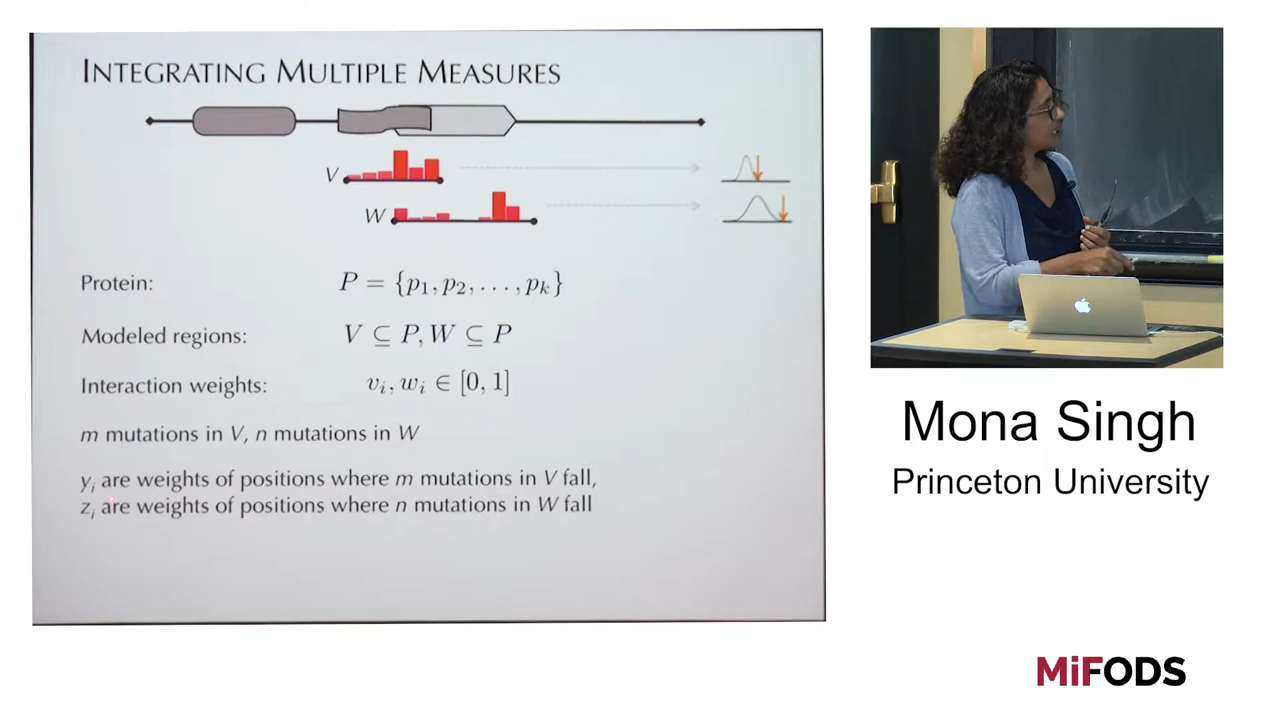 INTEGRATING MULTIPLE MEASURES
V
W
Protein: P = {p₁, p₂, . . . , pₖ}
Modeled regions: V ⊆ P, W ⊆ P
Interaction weights: vᵢ, wᵢ ∈ [0, 1]
m mutations in V, n mutations in W
yᵢ are weights of positions where m mutations in V fall,
zᵢ are weights of positions where n mutations in W fall
Mona Singh
Princeton University
MiFODS